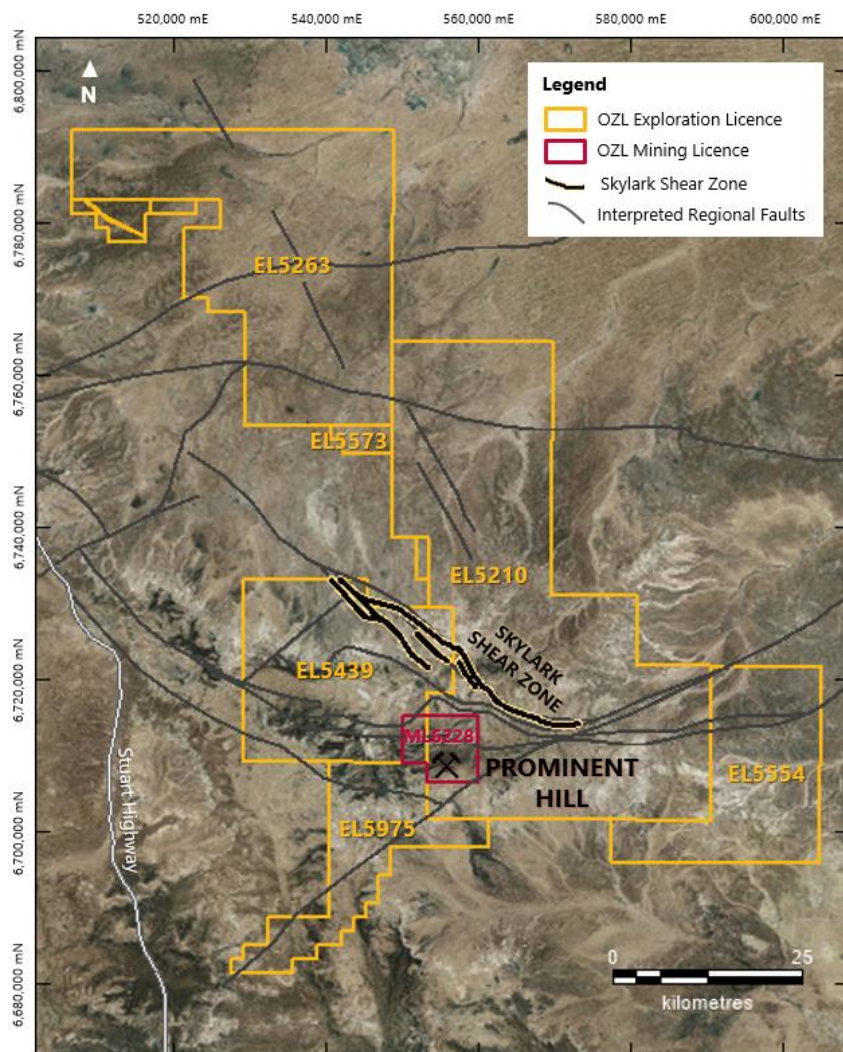 520,000 mE
540,000 mE
560,000 mE
580,000 mE
600,000 mE
6,800,000 mN
6,780,000 mN
6,760,000 mN
6,740,000 mN
6,720,000 mN
6,700,000 mN
6,680,000 mN
N
Legend
OZL Exploration Licence
OZL Mining Licence
Skylark Shear Zone
Interpreted Regional Faults
EL5263
EL5573
EL5210
SKYLARK
SHEAR ZONE
EL5439
ML6228
PROMINENT
HILL
EL5554
EL5975
Stuart Highway
0
25
kilometres